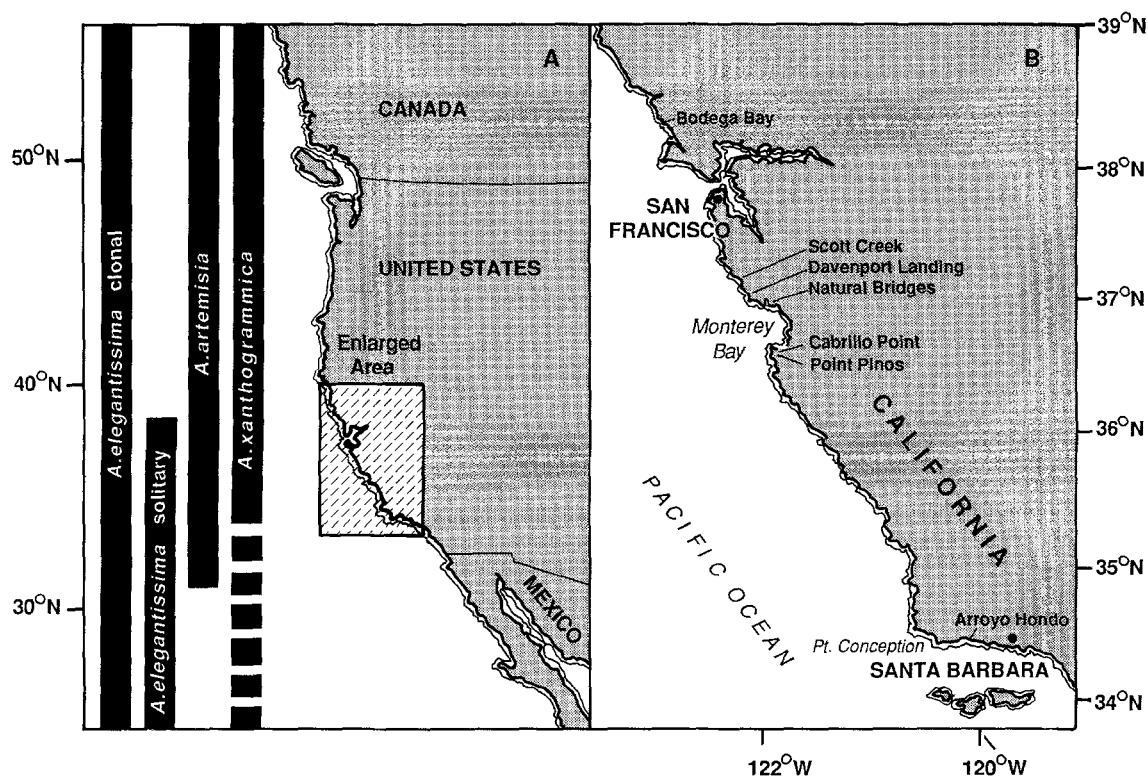 A
B
CANADA
UNITED STATES
Enlarged
Area
MEXICO
50°N
40°N
30°N
A.elegantissima clonal
A.elegantissima solitary
A.artemisia
A.xanthogrammica
Bodega Bay
SAN
FRANCISCO
Scott Creek
Davenport Landing
Natural Bridges
Monterey
Bay
Cabrillo Point
Point Pinos
CALIFORNIA
PACIFIC OCEAN
Arroyo Hondo
Pt. Conception
SANTA BARBARA
39°N
38°N
37°N
36°N
35°N
34°N
122°W
120°W